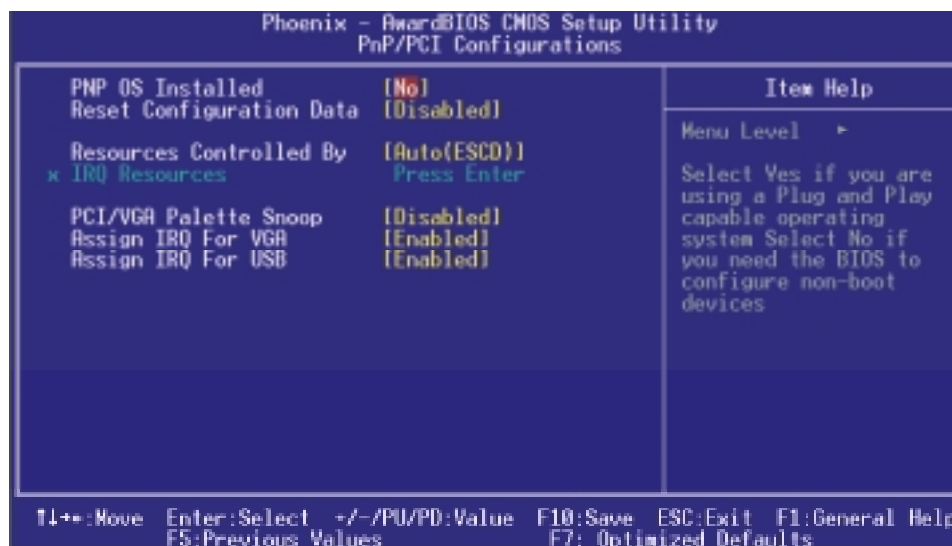 Phoenix - AwardBIOS CMOS Setup Utility
PnP/PCI Configurations
PNP OS Installed [No]
Reset Configuration Data [Disabled]
Resources Controlled By [Auto(ESCD)]
x IRQ Resources Press Enter
PCI/VGA Palette Snoop [Disabled]
Assign IRQ For VGA [Enabled]
Assign IRQ For USB [Enabled]
Item Help
Menu Level ►
Select Yes if you are
using a Plug and Play
capable operating
system Select No if
you need the BIOS to
configure non-boot
devices
↑↓→←:Move Enter:Select +/-/PU/PD:Value F10:Save ESC:Exit F1:General Help
F5:Previous Values F7: Optimized Defaults